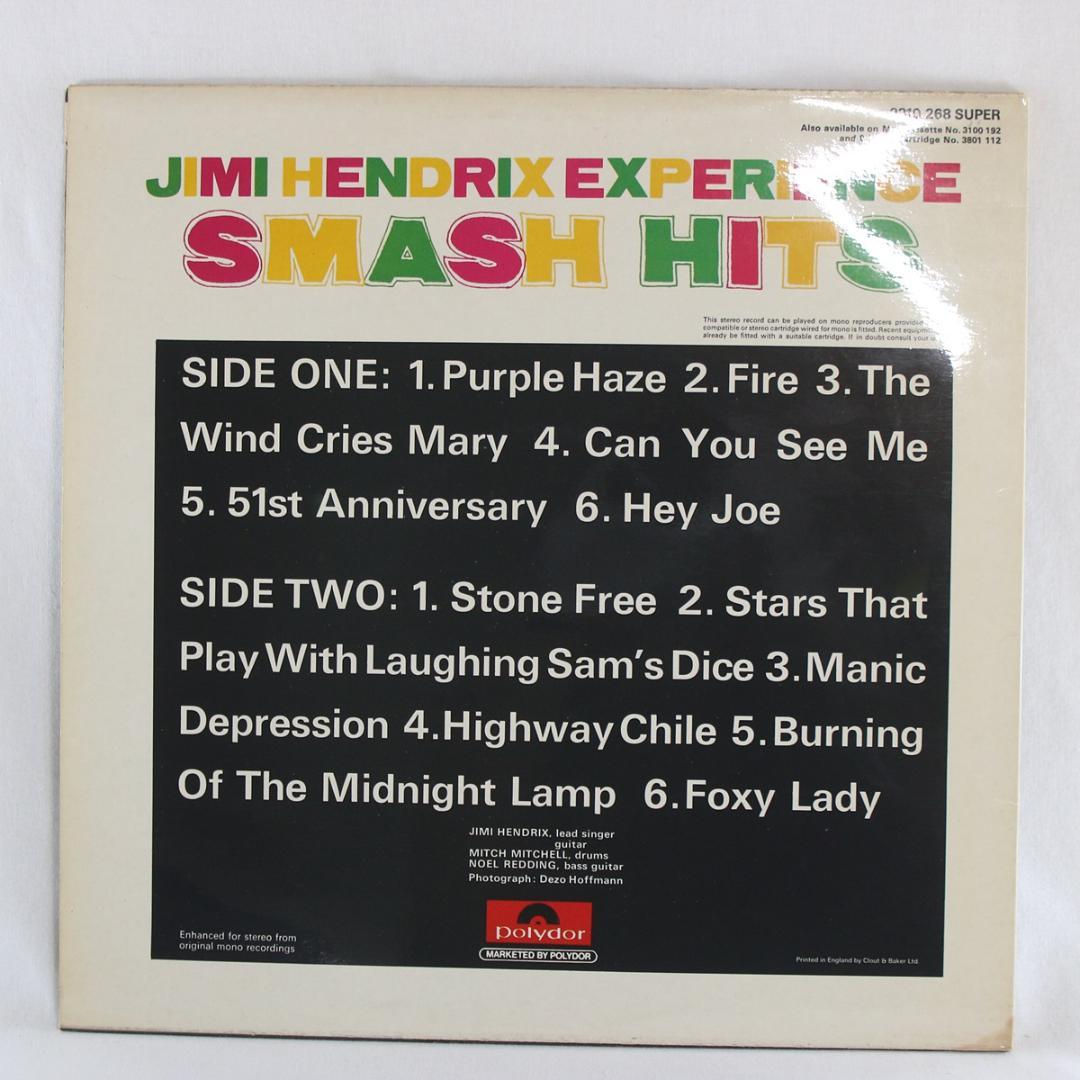 268 SUPER
Also available on No. 3100 192
and No. 3801 112
JIMI HENDRIX EXPERIENCE
SMASH HITS
This stereo record can be played on mono reproducers
compatible or stereo cartridge wired for mono is fitted. Recent
already be fitted with a suitable cartridge. If in doubt consult your
SIDE ONE: 1. Purple Haze 2. Fire 3. The
Wind Cries Mary 4. Can You See Me
5. 51st Anniversary 6. Hey Joe
SIDE TWO: 1. Stone Free 2. Stars That
Play With Laughing Sam's Dice 3. Manic
Depression 4. Highway Chile 5. Burning
Of The Midnight Lamp 6. Foxy Lady
JIMI HENDRIX, lead singer
guitar
MITCH MITCHELL, drums
NOEL REDDING, bass guitar
Photograph: Dezo Hoffmann
polydor
MARKETED BY POLYDOR
Enhanced for stereo from
original mono recordings
Printed in England by Clout & Baker Ltd.